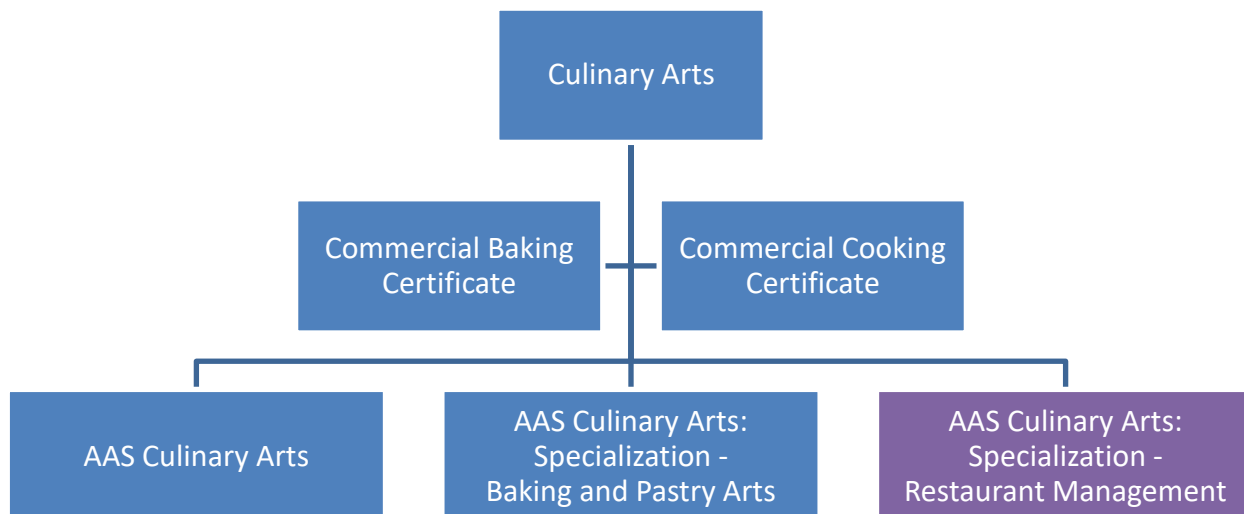 Culinary Arts
Commercial Baking
Certificate
Commercial Cooking
Certificate
AAS Culinary Arts
AAS Culinary Arts:
Specialization -
Baking and Pastry Arts
AAS Culinary Arts:
Specialization -
Restaurant Management